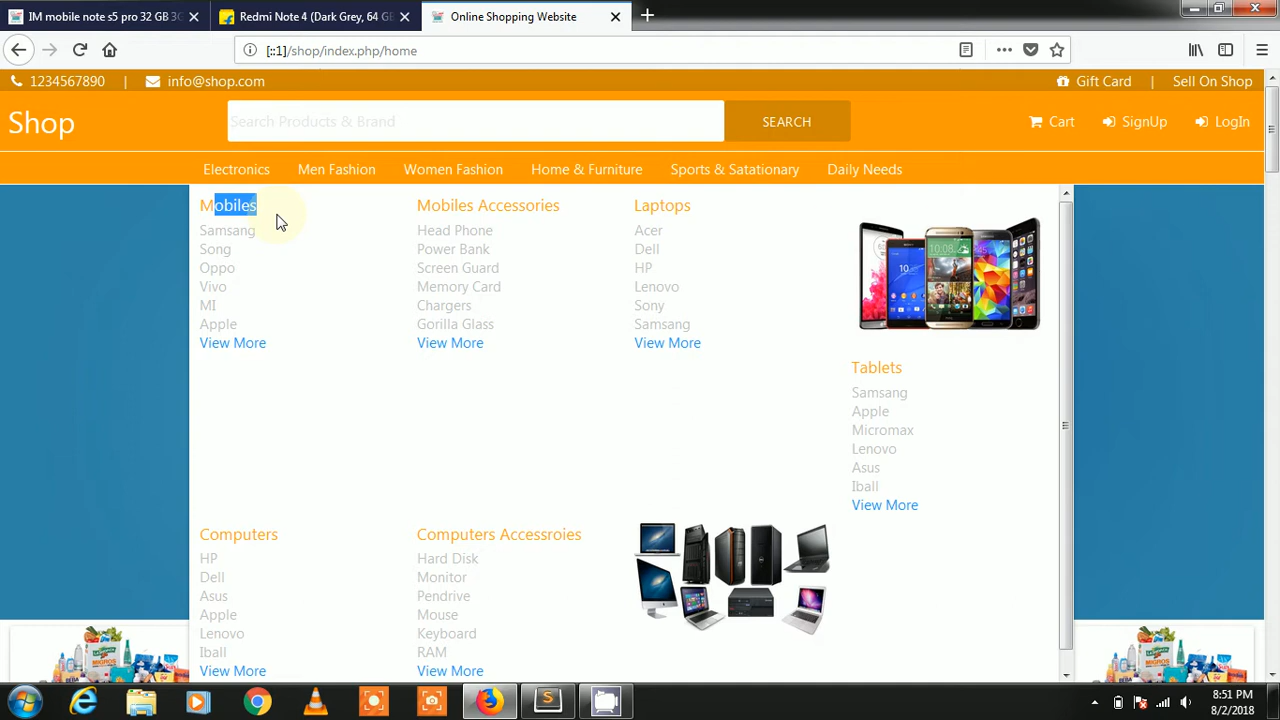 IM mobile note s5 pro 32 GB 3G
Redmi Note 4 (Dark Grey, 64 GB
Online Shopping Website
[::1]/shop/index.php/home
1234567890 | info@shop.com
Gift Card | Sell On Shop
Shop
Search Products & Brand
SEARCH
Cart
SignUp
LogIn
Electronics
Men Fashion
Women Fashion
Home & Furniture
Sports & Satationary
Daily Needs
Mobiles
Samsang
Song
Oppo
Vivo
MI
Apple
View More
Mobiles Accessories
Head Phone
Power Bank
Screen Guard
Memory Card
Chargers
Gorilla Glass
View More
Laptops
Acer
Dell
HP
Lenovo
Sony
Samsang
View More
Tablets
Samsang
Apple
Micromax
Lenovo
Asus
Iball
View More
Computers
HP
Dell
Asus
Apple
Lenovo
Iball
View More
Computers Accessroies
Hard Disk
Monitor
Pendrive
Mouse
Keyboard
RAM
View More
8:51 PM
8/2/2018